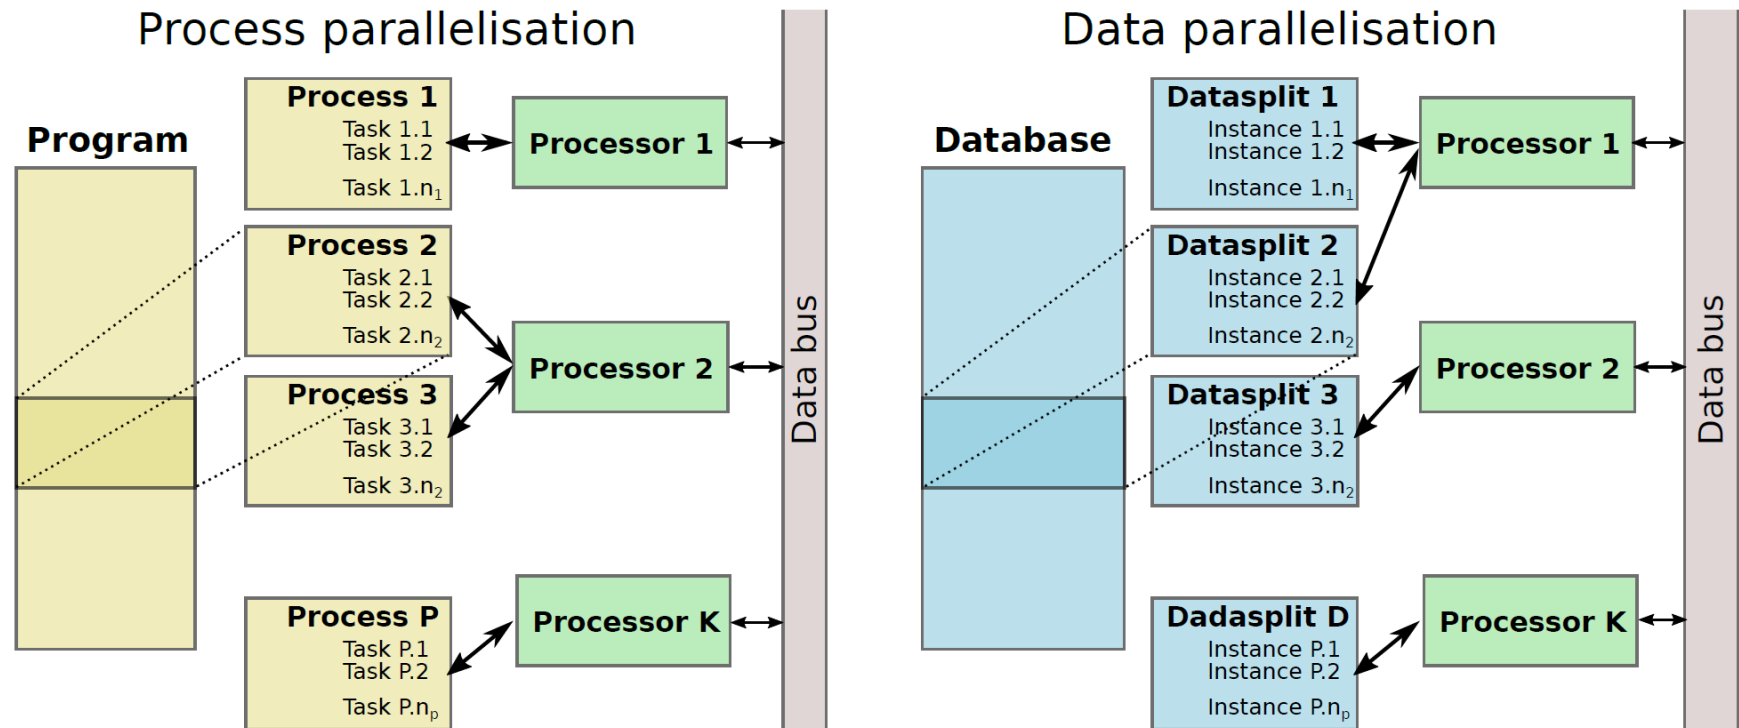 Process parallelisation
Program
Process 1
Task 1.1
Task 1.2
Task 1.n₁
Process 2
Task 2.1
Task 2.2
Task 2.n₂
Process 3
Task 3.1
Task 3.2
Task 3.n₂
Process P
Task P.1
Task P.2
Task P.nₚ
Processor 1
Processor 2
Processor K
Data bus
Data parallelisation
Database
Datasplit 1
Instance 1.1
Instance 1.2
Instance 1.n₁
Datasplit 2
Instance 2.1
Instance 2.2
Instance 2.n₂
Datasplit 3
Instance 3.1
Instance 3.2
Instance 3.n₂
Dadasplit D
Instance P.1
Instance P.2
Instance P.nₚ
Processor 1
Processor 2
Processor K
Data bus